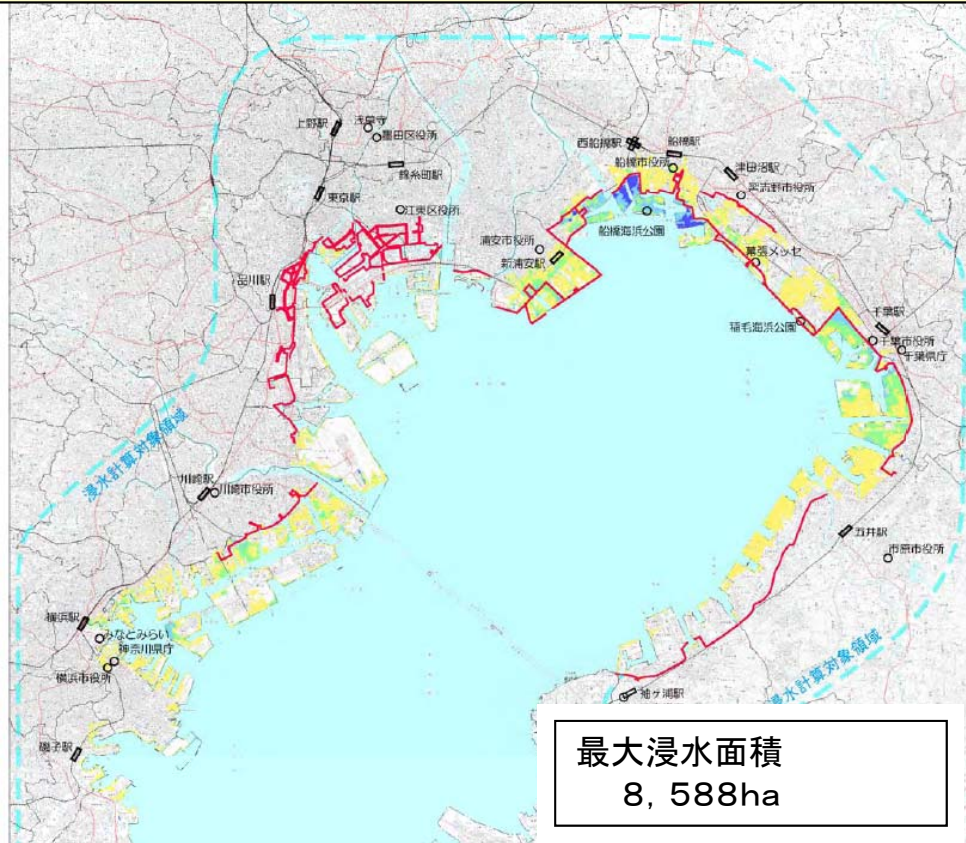 上野駅
浅草寺
墨田区役所
錦糸町駅
東京駅
江東区役所
品川駅
西船橋駅
船橋駅
船橋市役所
津田沼駅
習志野市役所
船橋海浜公園
浦安市役所
新浦安駅
幕張メッセ
稲毛海浜公園
千葉駅
千葉市役所
千葉県庁
浸水計算対象領域
川崎駅
川崎市役所
五井駅
市原市役所
横浜駅
みなとみらい
神奈川県庁
横浜市役所
浸水計算対象領域
袖ヶ浦駅
磯子駅
最大浸水面積
8,588ha